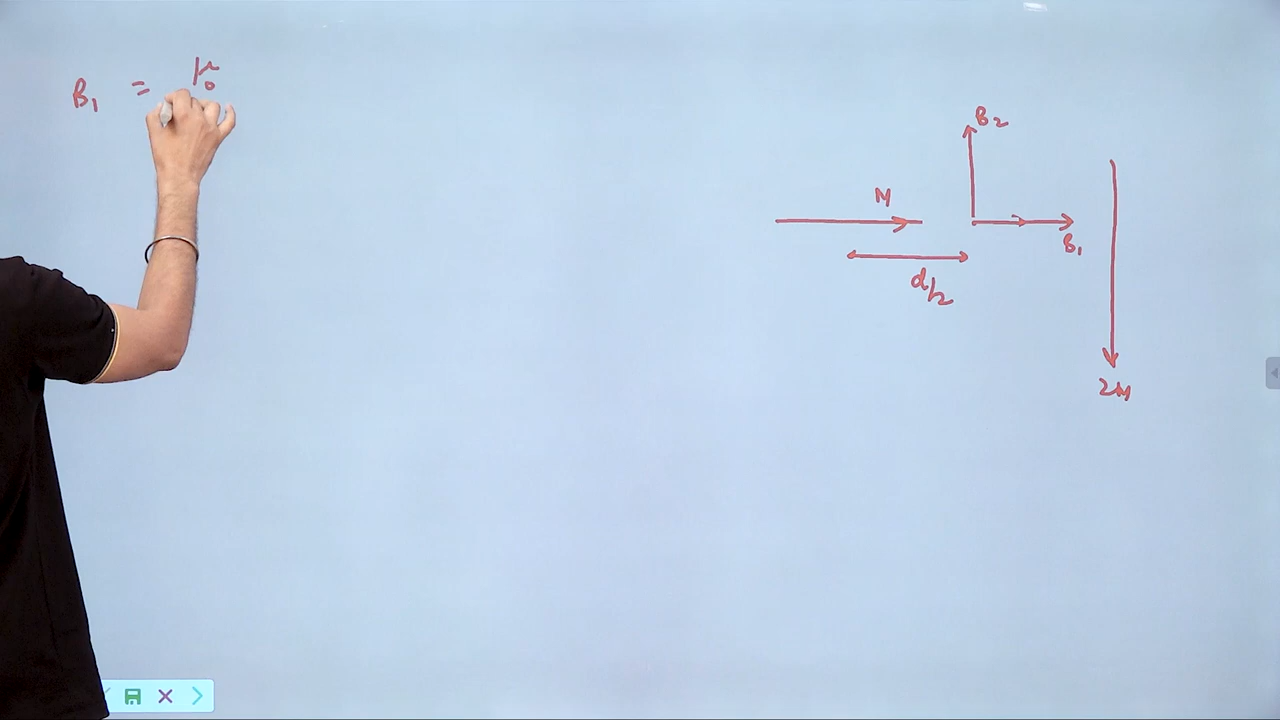 B₁ = μ₀
B₂
M
B₁
d/2
2M